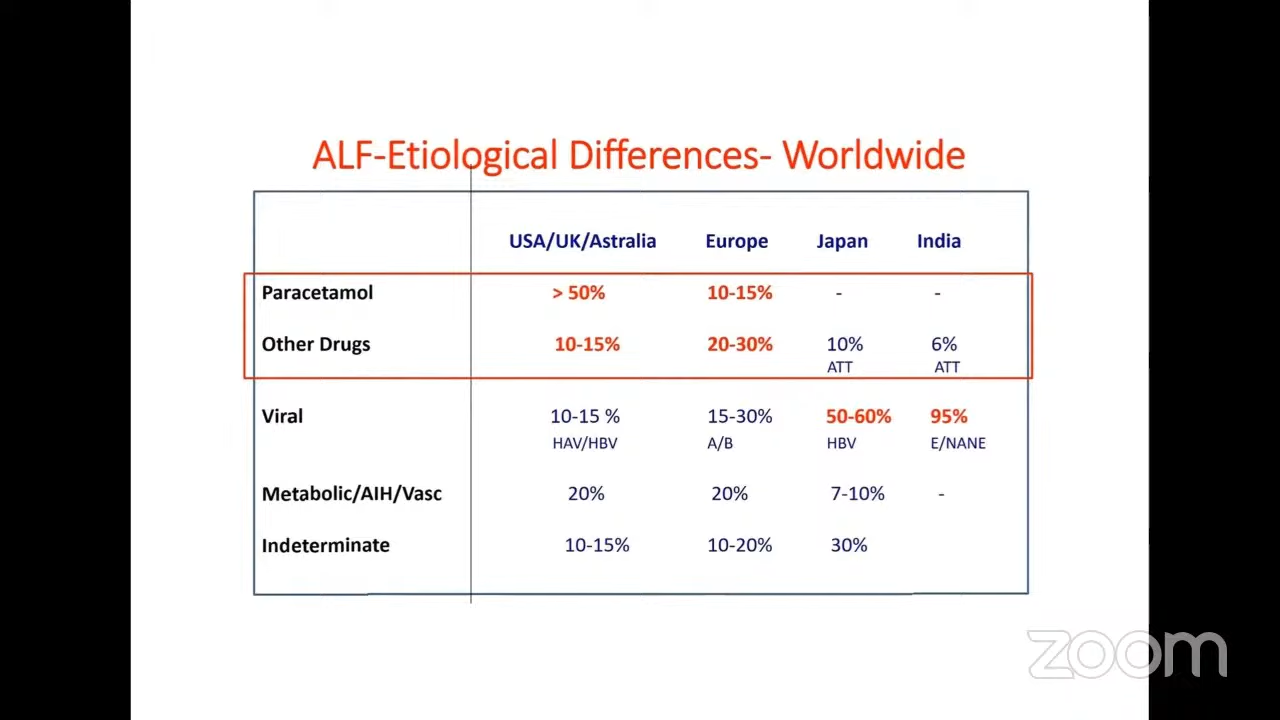 ALF-Etiological Differences- Worldwide
USA/UK/Astralia Europe Japan India
Paracetamol > 50% 10-15% - -
Other Drugs 10-15% 20-30% 10% 6%
ATT ATT
Viral 10-15 % 15-30% 50-60% 95%
HAV/HBV A/B HBV E/NANE
Metabolic/AIH/Vasc 20% 20% 7-10% -
Indeterminate 10-15% 10-20% 30%
zoom